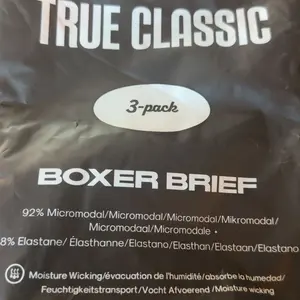 TRUE CLASSIC
3-pack
BOXER BRIEF
92% Micromodal/Micromodal/Micromodal/Mikromodal/
Micromodaal/Micromodale •
8% Elastane/ Élasthanne/Elastano/Elasthan/Elastaan/Elastano
Moisture Wicking/évacuation de l'humidité/absorbe la humedad/
Feuchtigkeitstransport/Vocht Afvoerend/Moisture wicking